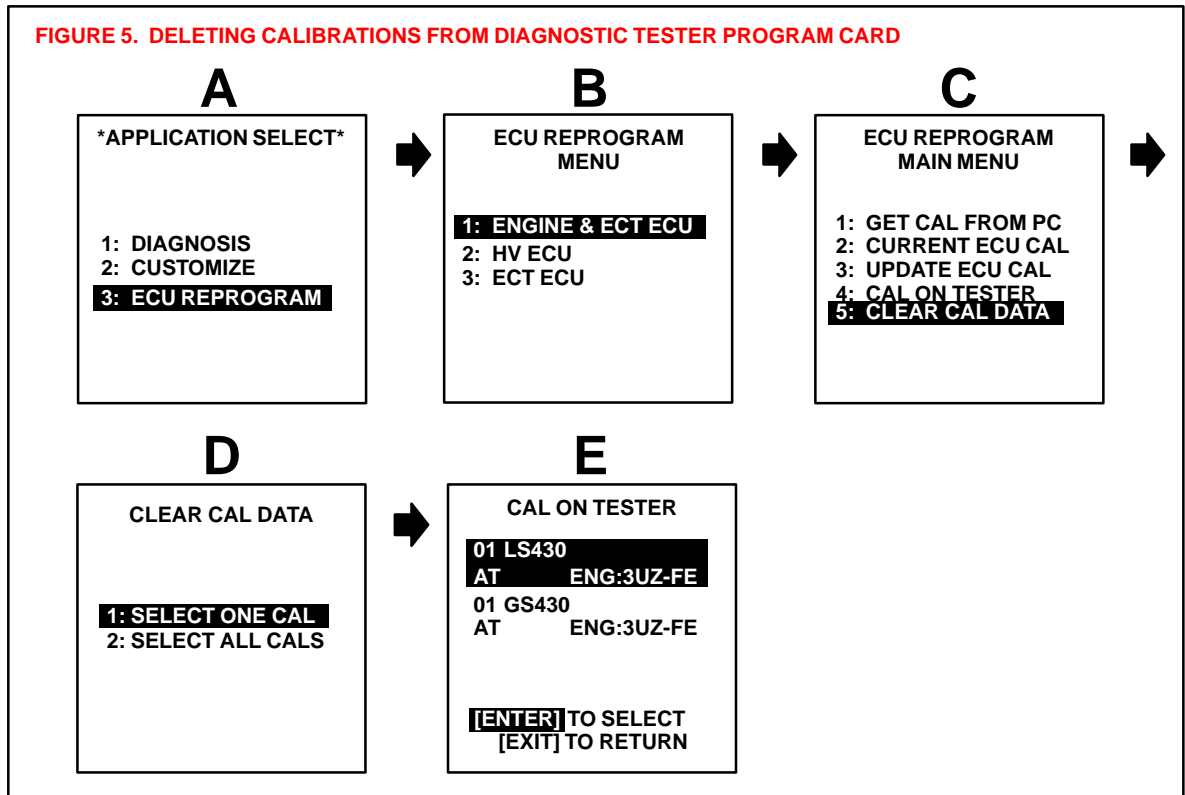 FIGURE 5. DELETING CALIBRATIONS FROM DIAGNOSTIC TESTER PROGRAM CARD
A
*APPLICATION SELECT*
1: DIAGNOSIS
2: CUSTOMIZE
3: ECU REPROGRAM
B
ECU REPROGRAM
MENU
1: ENGINE & ECT ECU
2: HV ECU
3: ECT ECU
C
ECU REPROGRAM
MAIN MENU
1: GET CAL FROM PC
2: CURRENT ECU CAL
3: UPDATE ECU CAL
4: CAL ON TESTER
5: CLEAR CAL DATA
D
CLEAR CAL DATA
1: SELECT ONE CAL
2: SELECT ALL CALS
E
CAL ON TESTER
01 LS430
AT ENG:3UZ-FE
01 GS430
AT ENG:3UZ-FE
[ENTER] TO SELECT
[EXIT] TO RETURN